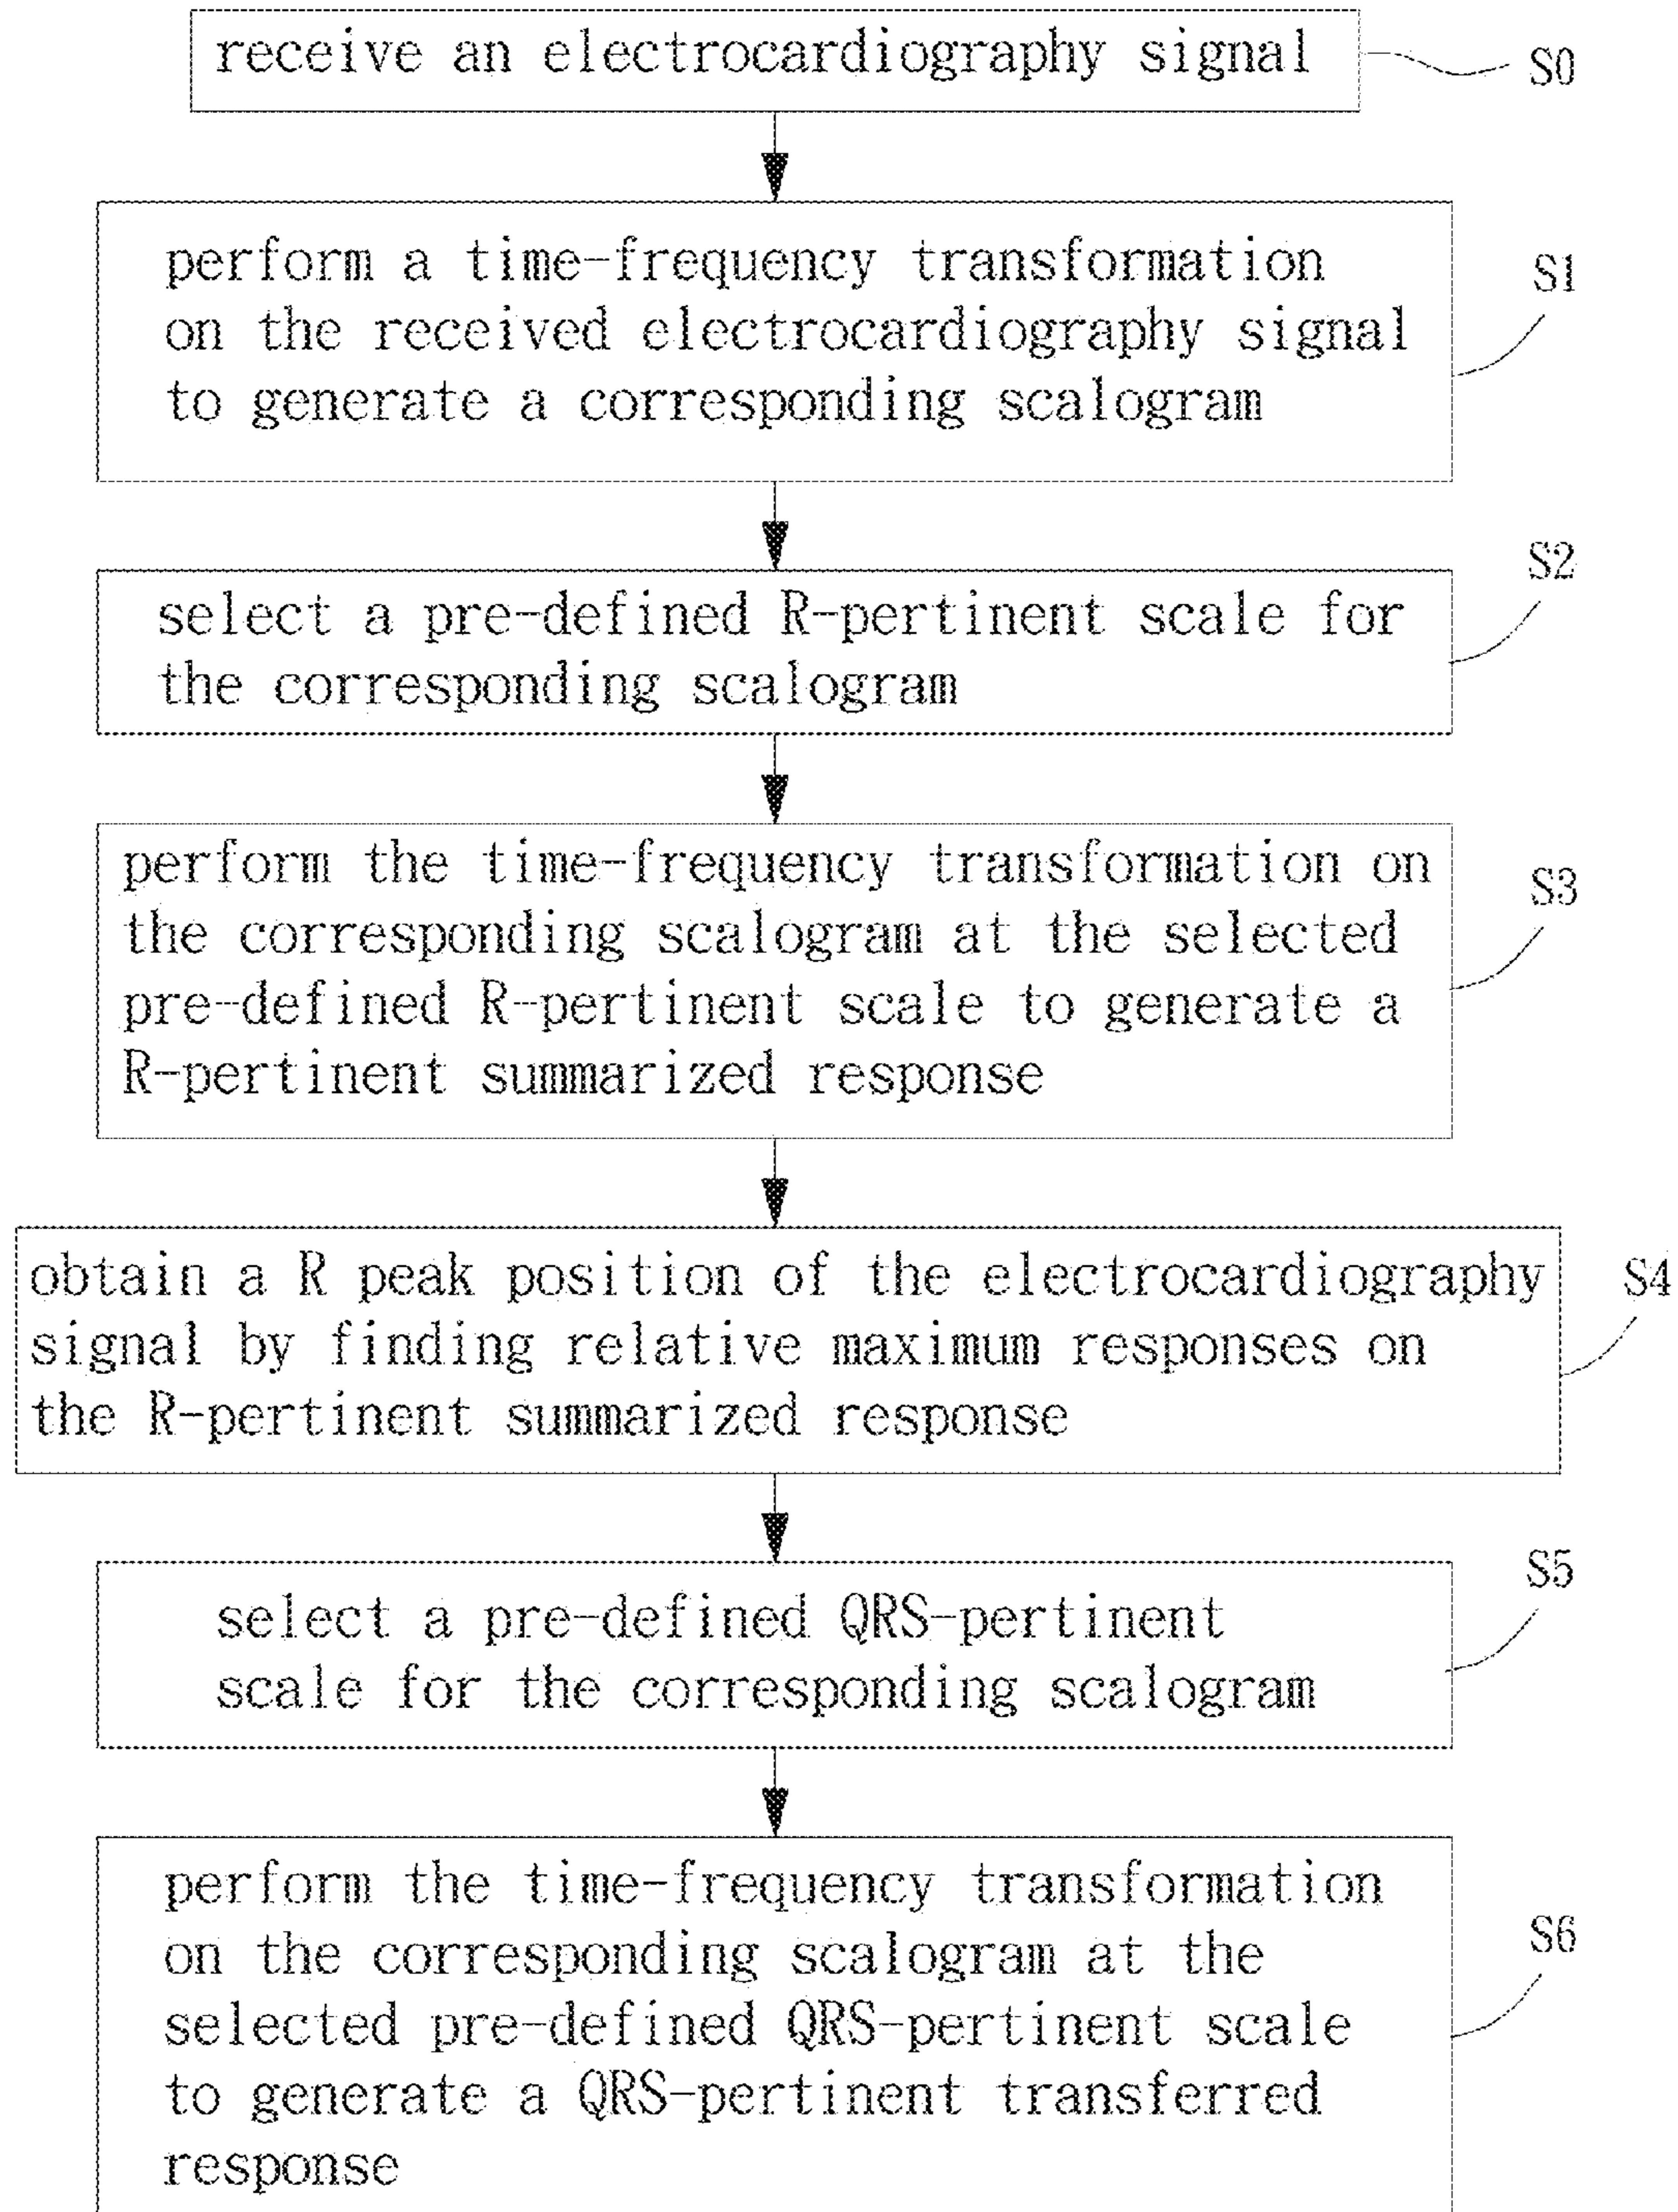 receive an electrocardiography signal
S0
perform a time-frequency transformation
on the received electrocardiography signal
to generate a corresponding scalogram
S1
select a pre-defined R-pertinent scale for
the corresponding scalogram
S2
perform the time-frequency transformation on
the corresponding scalogram at the selected
pre-defined R-pertinent scale to generate a
R-pertinent summarized response
S3
obtain a R peak position of the electrocardiography
signal by finding relative maximum responses on
the R-pertinent summarized response
S4
select a pre-defined QRS-pertinent
scale for the corresponding scalogram
S5
perform the time-frequency transformation
on the corresponding scalogram at the
selected pre-defined QRS-pertinent scale
to generate a QRS-pertinent transferred
response
S6